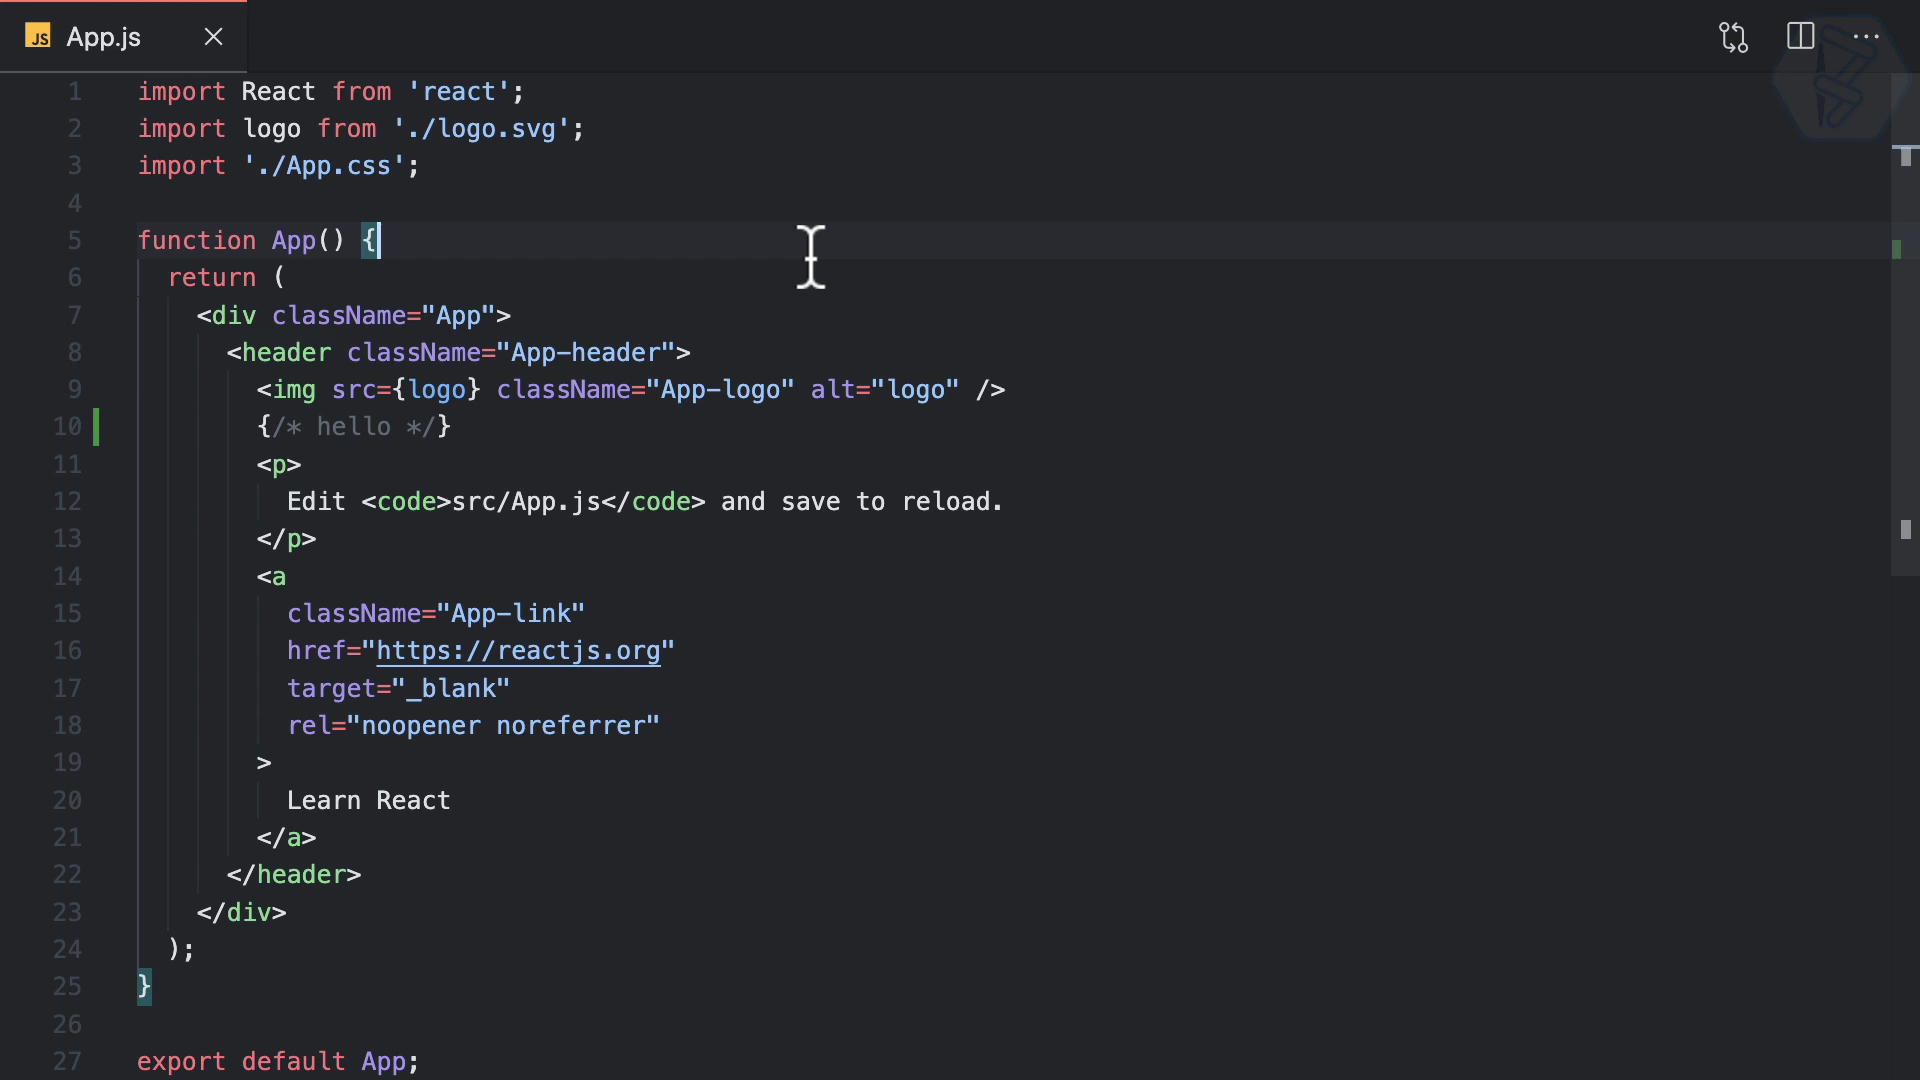 JS App.js
1 import React from 'react';
2 import logo from './logo.svg';
3 import './App.css';
4
5 function App() {
6   return (
7     <div className="App">
8       <header className="App-header">
9         <img src={logo} className="App-logo" alt="logo" />
10         {/* hello */}
11         <p>
12           Edit <code>src/App.js</code> and save to reload.
13         </p>
14         <a
15           className="App-link"
16           href="https://reactjs.org"
17           target="_blank"
18           rel="noopener noreferrer"
19         >
20           Learn React
21         </a>
22       </header>
23     </div>
24   );
25 }
26
27 export default App;